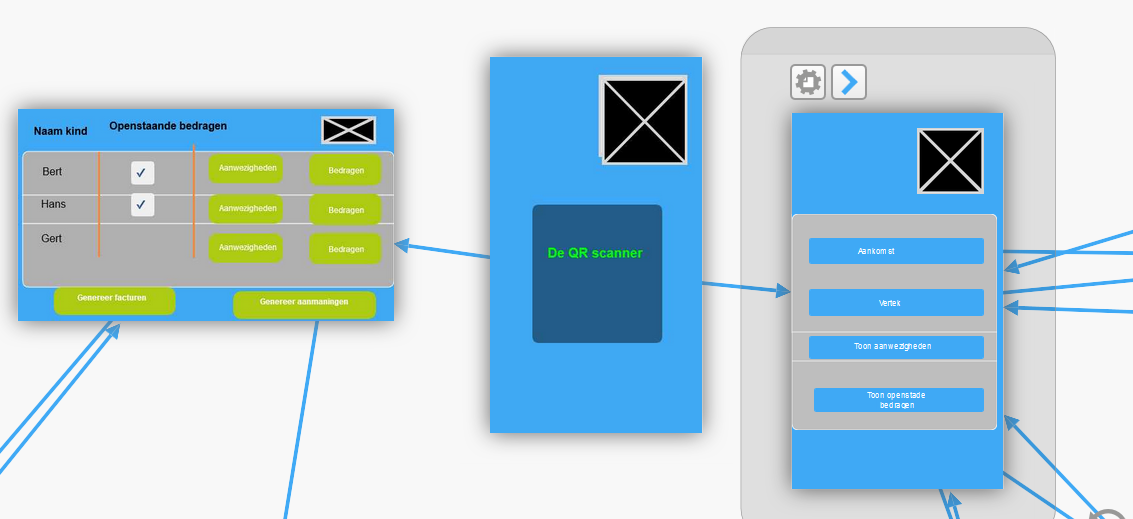 Naam kind
Openstaande bedragen
Bert
Aanwezigheden
Bedragen
Hans
Aanwezigheden
Bedragen
Gert
Aanwezigheden
Bedragen
Genereer facturen
Genereer aanmaningen
De QR scanner
Aankomst
Vertek
Toon aanwezigheden
Toon openstade
bedragen